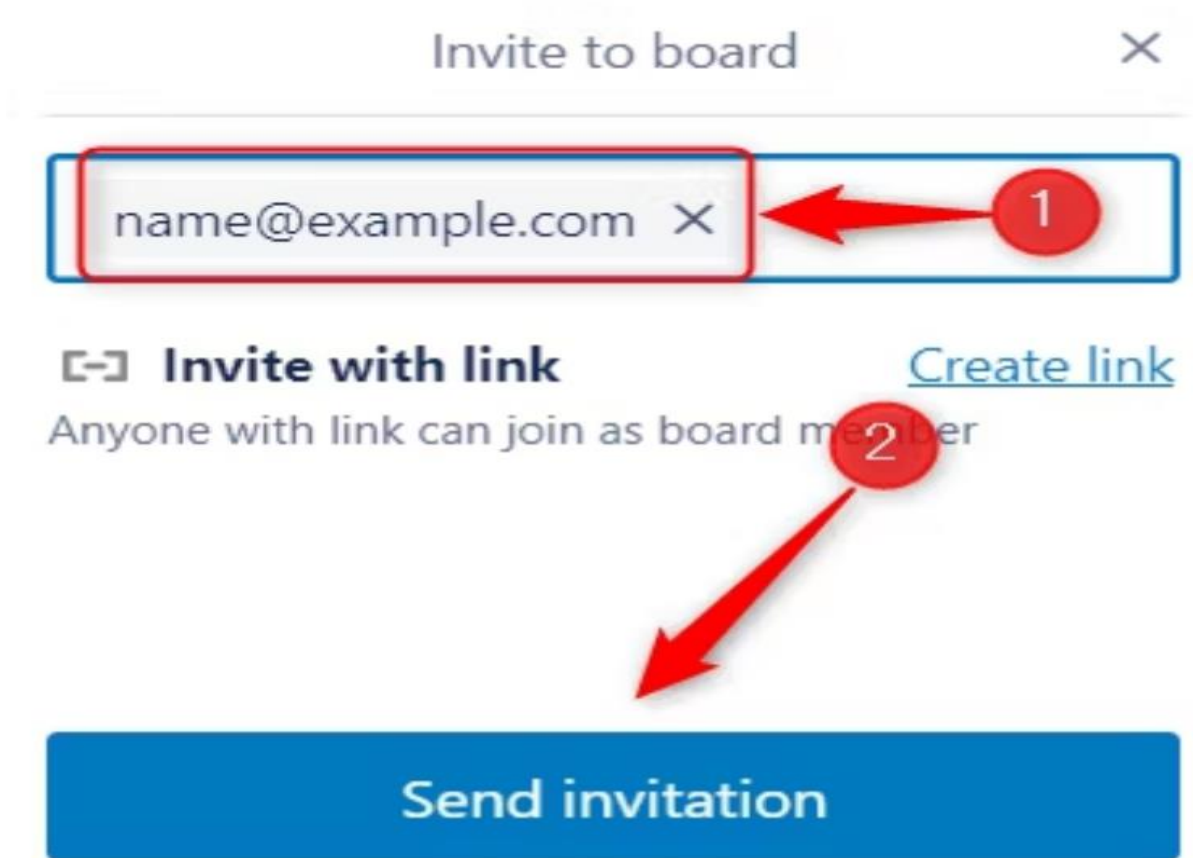 Invite to board ×
name@example.com × 1
Invite with link Create link
Anyone with link can join as board member
2
Send invitation